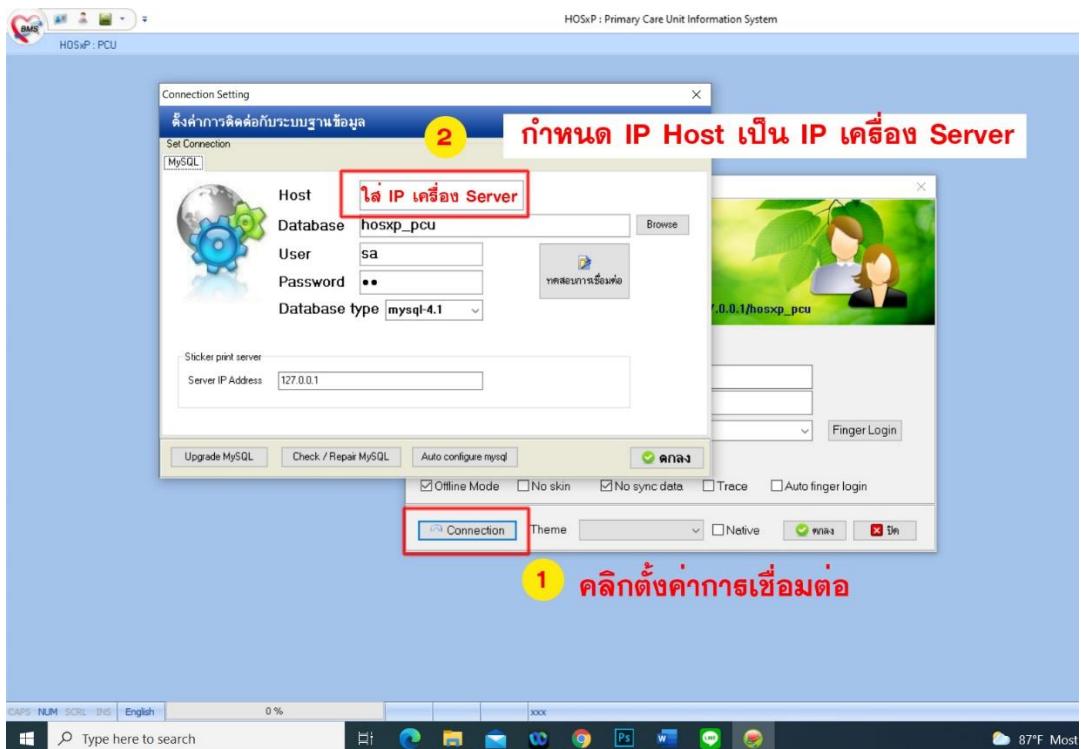 HOSxP : Primary Care Unit Information System
BMS
HOSxP : PCU
Connection Setting
ตั้งค่าการติดต่อกับระบบฐานข้อมูล
2
กำหนด IP Host เป็น IP เครื่อง Server
Set Connection
MySQL
Host
ใส่ IP เครื่อง Server
Database
hosxp_pcu
Browse
User
sa
Password
••
ทดสอบการเชื่อมต่อ
Database type
mysql-4.1
.0.0.1/hosxp_pcu
Sticker print server
Server IP Address
127.0.0.1
Finger Login
Upgrade MySQL
Check / Repair MySQL
Auto configure mysql
ตกลง
Offline Mode
No skin
No sync data
Trace
Auto finger login
Connection
Theme
Native
ตกลง
ปิด
1
คลิกตั้งค่าการเชื่อมต่อ
CAPS NUM SCRL INS
English
0 %
xxx
Type here to search
Ps
87°F Most